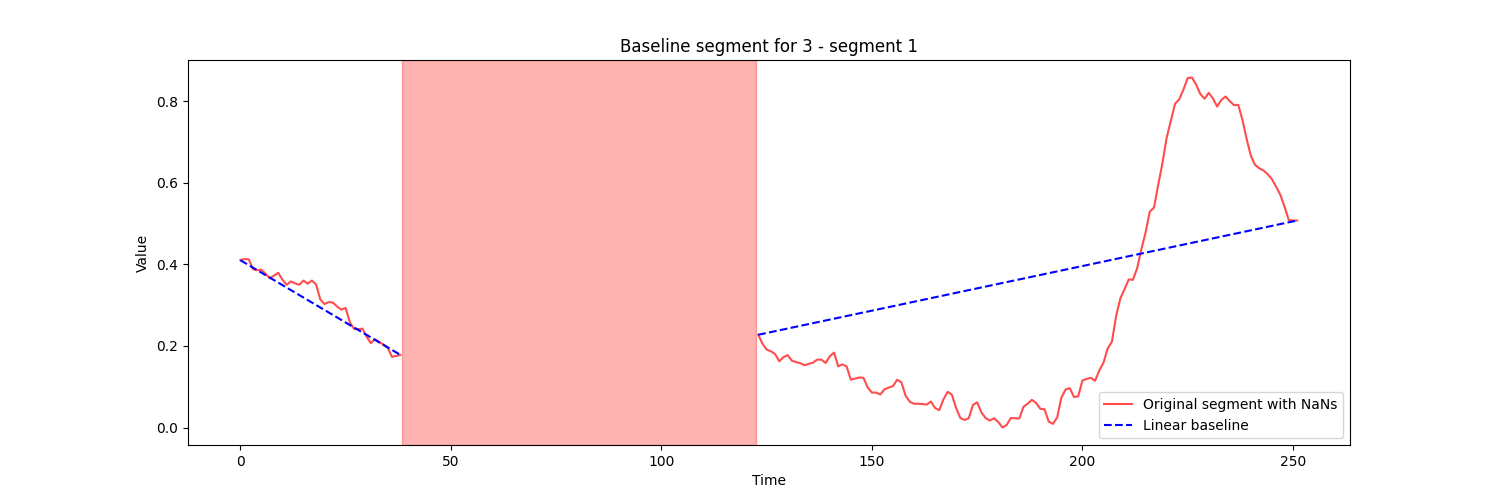 Baseline segment for 3 - segment 1
Value
0.8
0.6
0.4
0.2
0.0
0
50
100
150
200
250
Time
Original segment with NaNs
Linear baseline